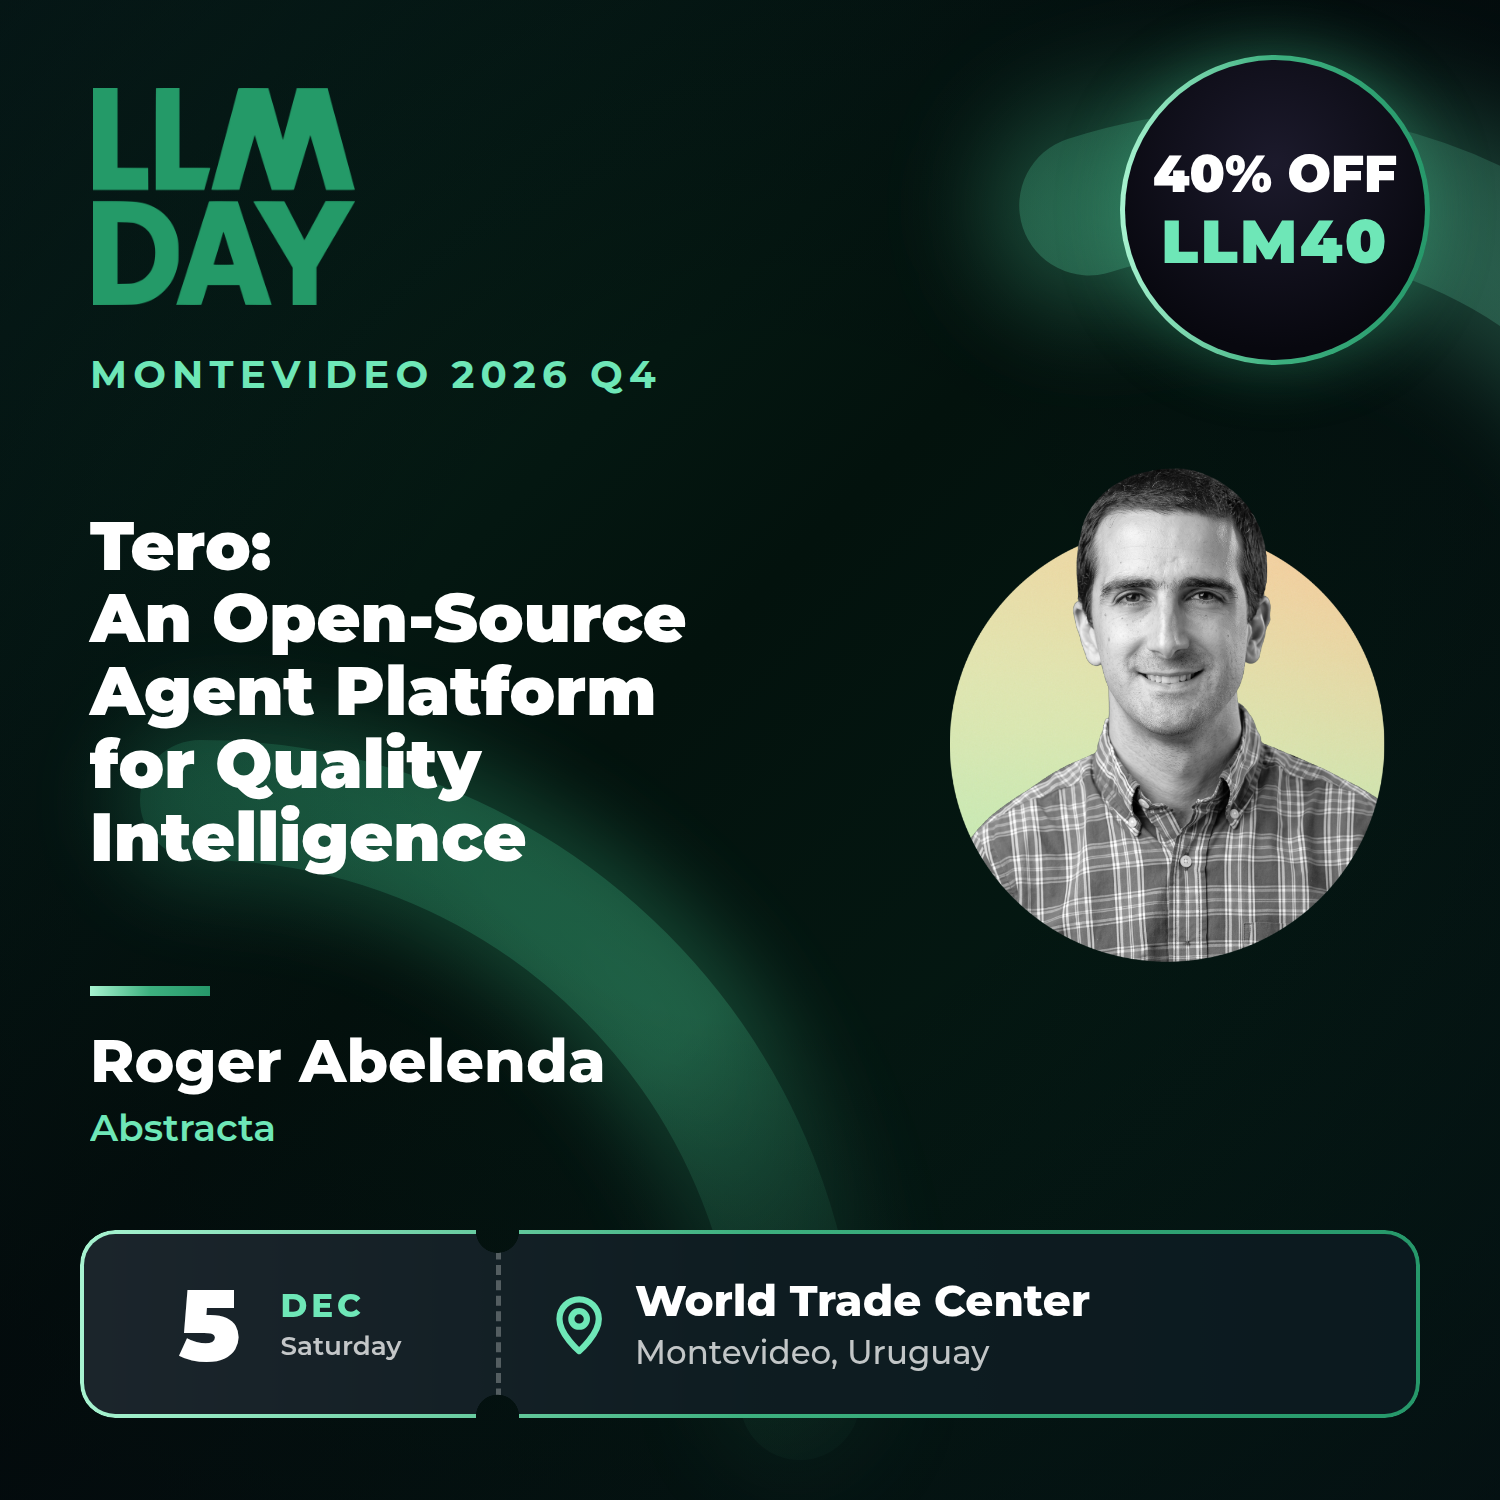 LLM
DAY
MONTEVIDEO 2026 Q4
40% OFF
LLM40
Tero:
An Open-Source
Agent Platform
for Quality
Intelligence
Roger Abelenda
Abstracta
5
DEC
Saturday
World Trade Center
Montevideo, Uruguay